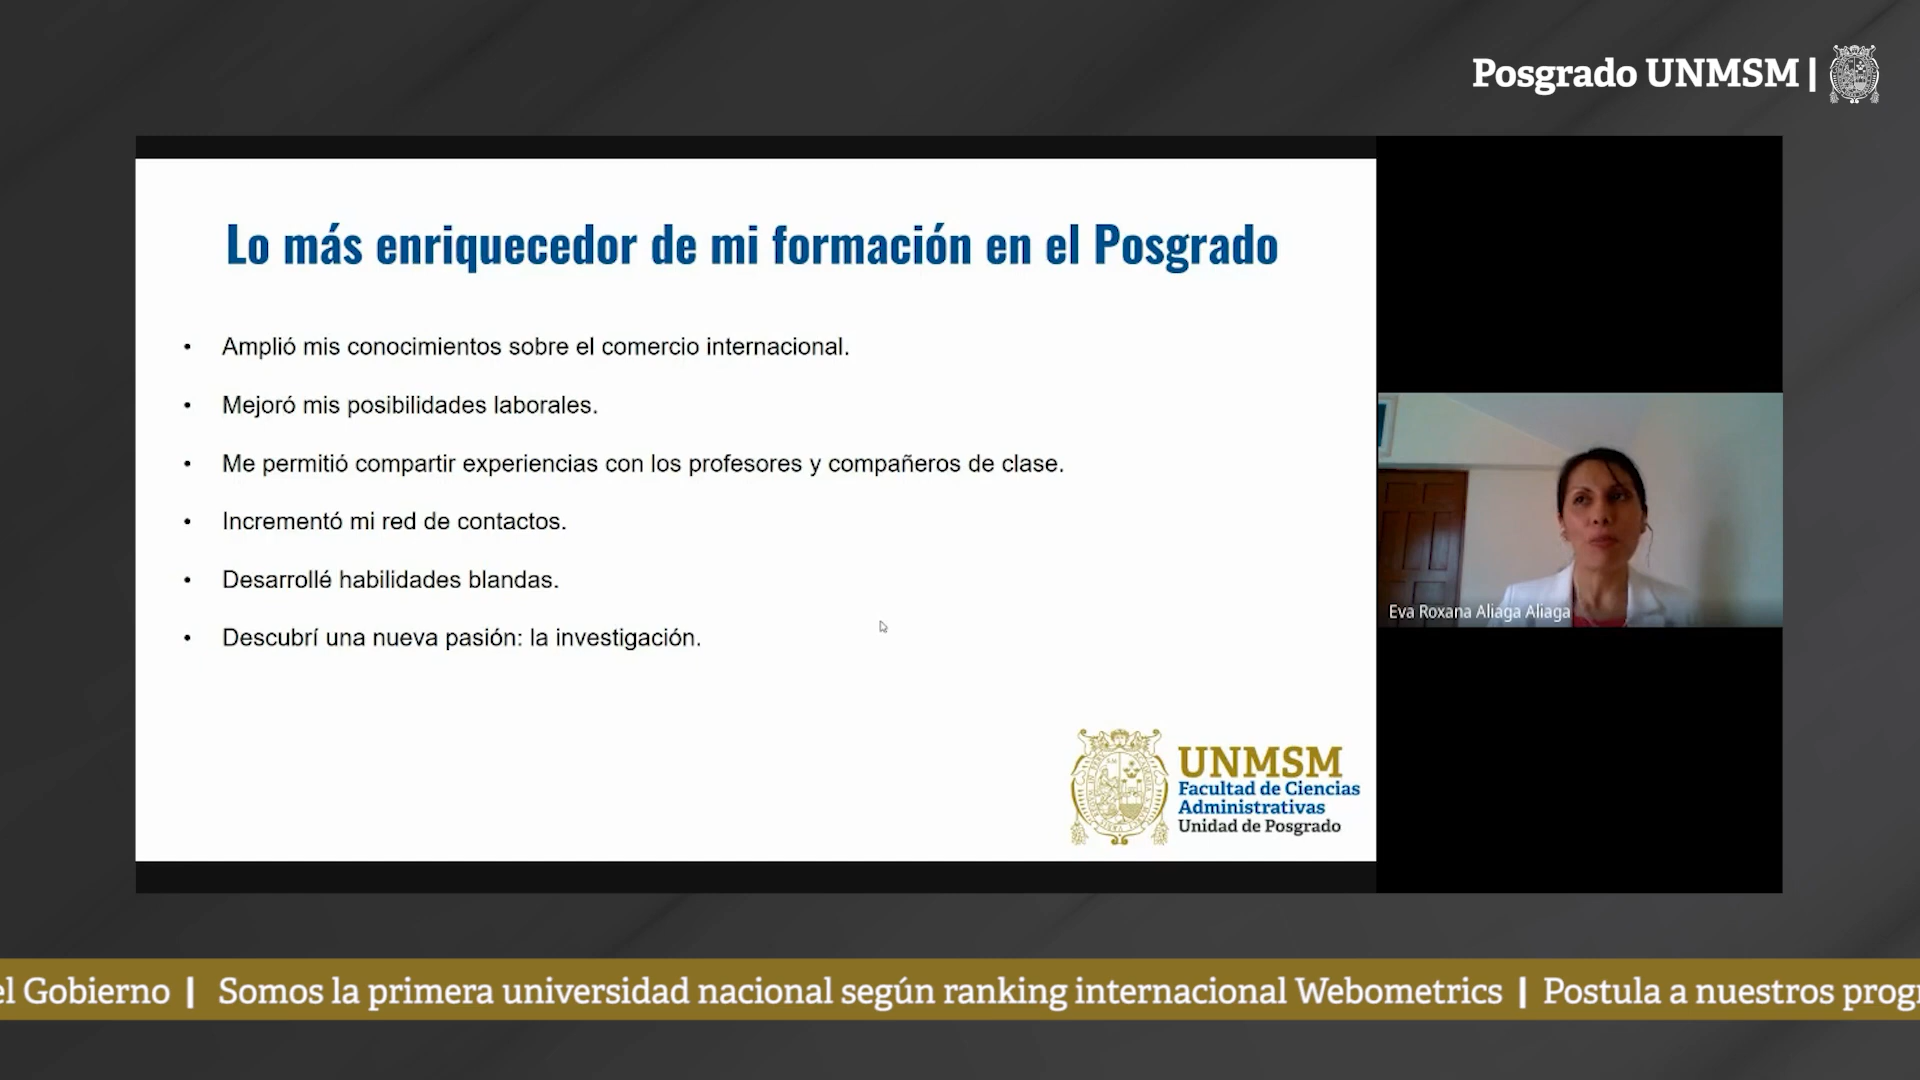 Posgrado UNMSM |
Lo más enriquecedor de mi formación en el Posgrado
• Amplió mis conocimientos sobre el comercio internacional.
• Mejoró mis posibilidades laborales.
• Me permitió compartir experiencias con los profesores y compañeros de clase.
• Incrementó mi red de contactos.
• Desarrollé habilidades blandas.
• Descubrí una nueva pasión: la investigación.
Eva Roxana Aliaga Aliaga
UNMSM
Facultad de Ciencias
Administrativas
Unidad de Posgrado
el Gobierno | Somos la primera universidad nacional según ranking internacional Webometrics | Postula a nuestros progr